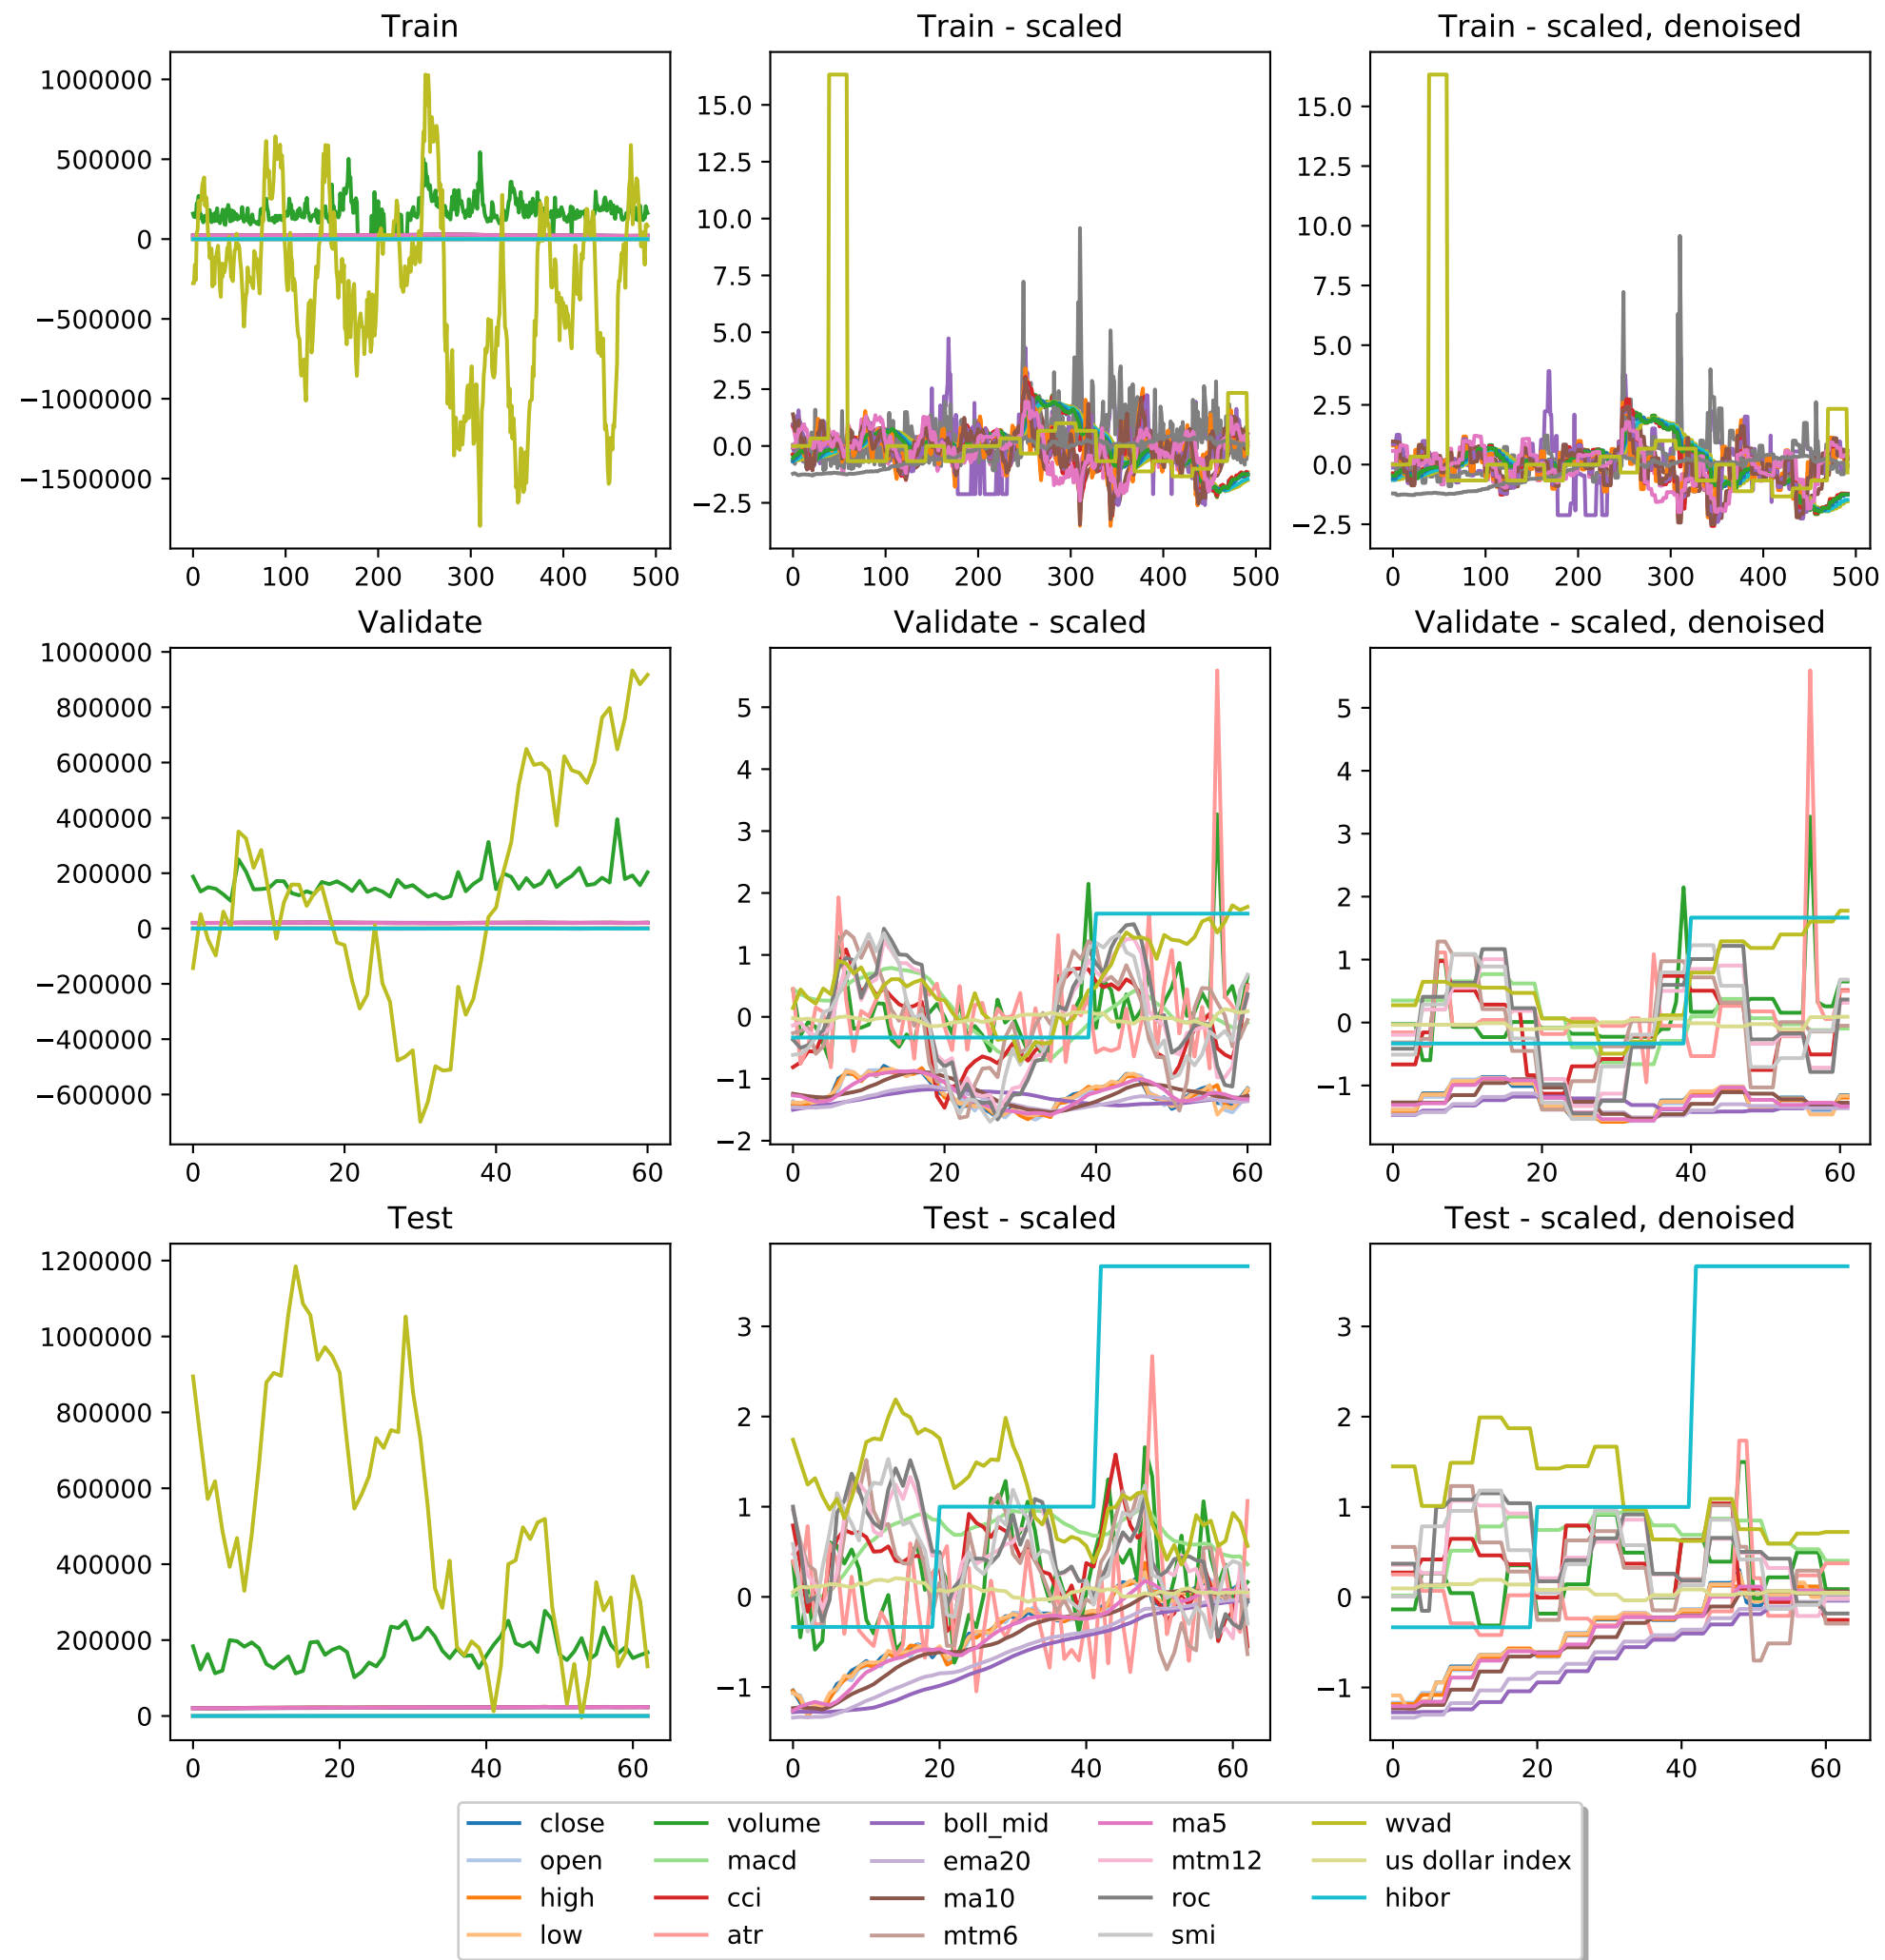 Train
Train - scaled
Train - scaled, denoised
1000000
500000
0
−500000
−1000000
−1500000
0 100 200 300 400 500
15.0
12.5
10.0
7.5
5.0
2.5
0.0
−2.5
0 100 200 300 400 500
15.0
12.5
10.0
7.5
5.0
2.5
0.0
−2.5
0 100 200 300 400 500
Validate
Validate - scaled
Validate - scaled, denoised
1000000
800000
600000
400000
200000
0
−200000
−400000
−600000
0 20 40 60
5
4
3
2
1
0
−1
−2
0 20 40 60
5
4
3
2
1
0
−1
0 20 40 60
Test
Test - scaled
Test - scaled, denoised
1200000
1000000
800000
600000
400000
200000
0
0 20 40 60
3
2
1
0
−1
0 20 40 60
3
2
1
0
−1
0 20 40 60
close
open
high
low
volume
macd
cci
atr
boll_mid
ema20
ma10
mtm6
ma5
mtm12
roc
smi
wvad
us dollar index
hibor